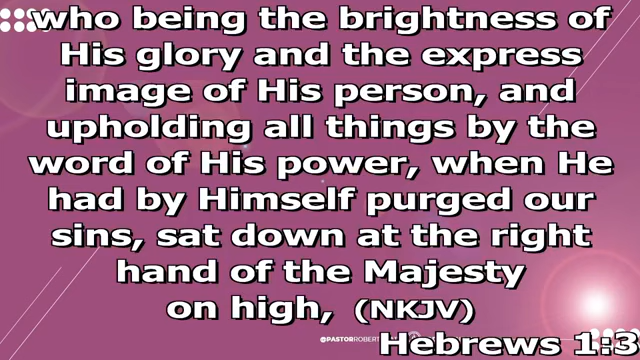 who being the brightness of
His glory and the express
image of His person, and
upholding all things by the
word of His power, when He
had by Himself purged our
sins, sat down at the right
hand of the Majesty
on high, (NKJV)
@PASTORROBERT
Hebrews 1:3